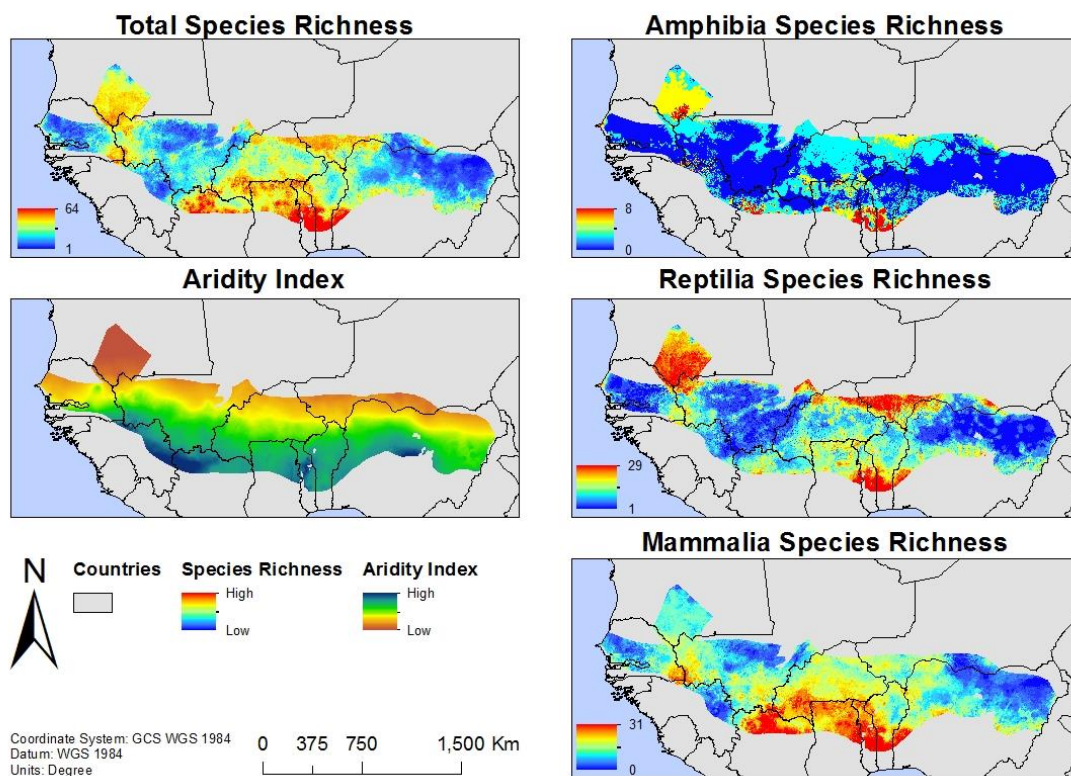 Total Species Richness
64
1
Amphibia Species Richness
8
0
Aridity Index
Reptilia Species Richness
29
1
N
Countries
Species Richness
High
Low
Aridity Index
High
Low
Mammalia Species Richness
31
0
Coordinate System: GCS WGS 1984
Datum: WGS 1984
Units: Degree
0 375 750 1,500 Km